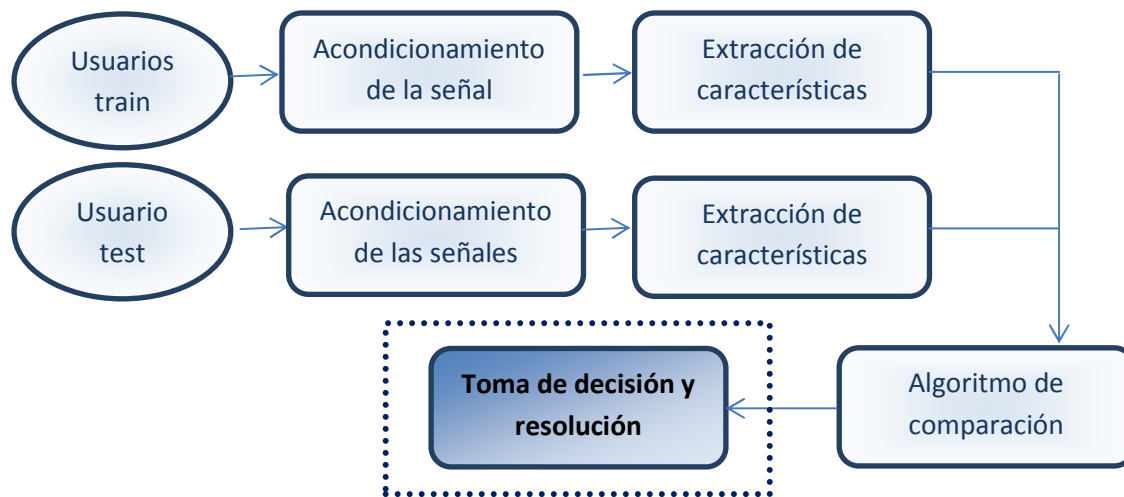 Usuarios
train
Acondicionamiento
de la señal
Extracción de
características
Usuario
test
Acondicionamiento
de las señales
Extracción de
características
Toma de decisión y
resolución
Algoritmo de
comparación